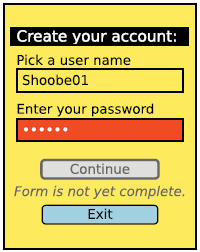 Create your account:
Pick a user name
Shoobe01
Enter your password
••••••
Continue
Form is not yet complete.
Exit